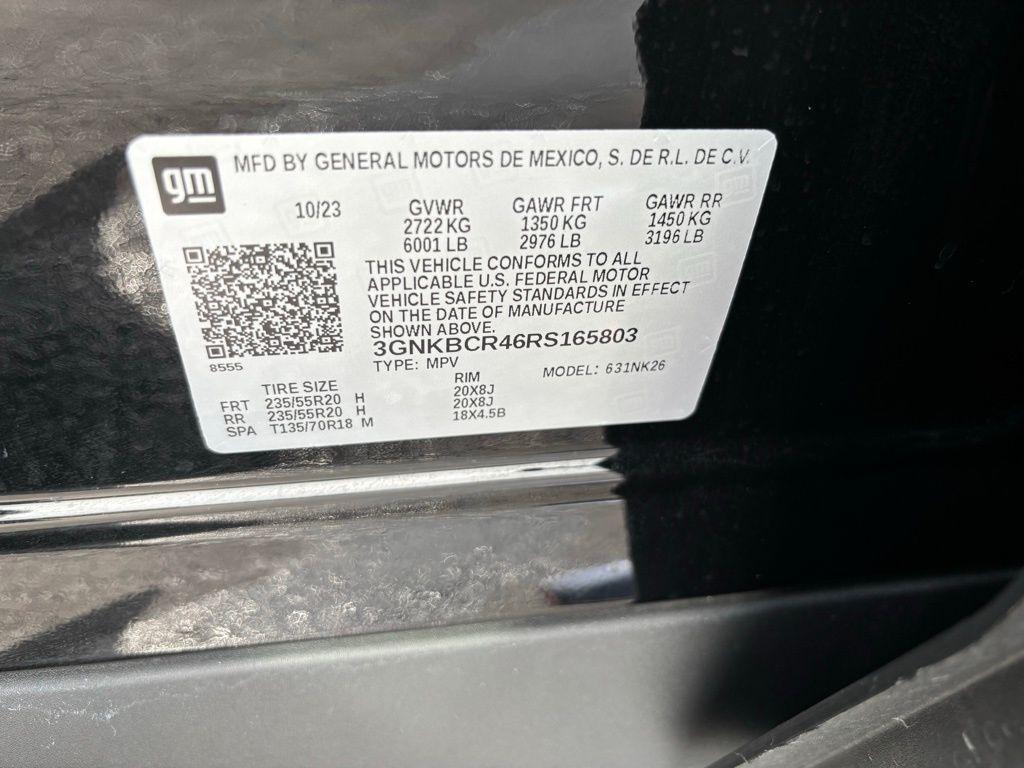 gm
MFD BY GENERAL MOTORS DE MEXICO, S. DE R.L. DE C.V.
10/23 GVWR GAWR FRT GAWR RR
2722 KG 1350 KG 1450 KG
6001 LB 2976 LB 3196 LB
THIS VEHICLE CONFORMS TO ALL
APPLICABLE U.S. FEDERAL MOTOR
VEHICLE SAFETY STANDARDS IN EFFECT
ON THE DATE OF MANUFACTURE
SHOWN ABOVE.
3GNKBCR46RS165803
8555
TYPE: MPV MODEL: 631NK26
TIRE SIZE RIM
FRT 235/55R20 H 20X8J
RR 235/55R20 H 20X8J
SPA T135/70R18 M 18X4.5B